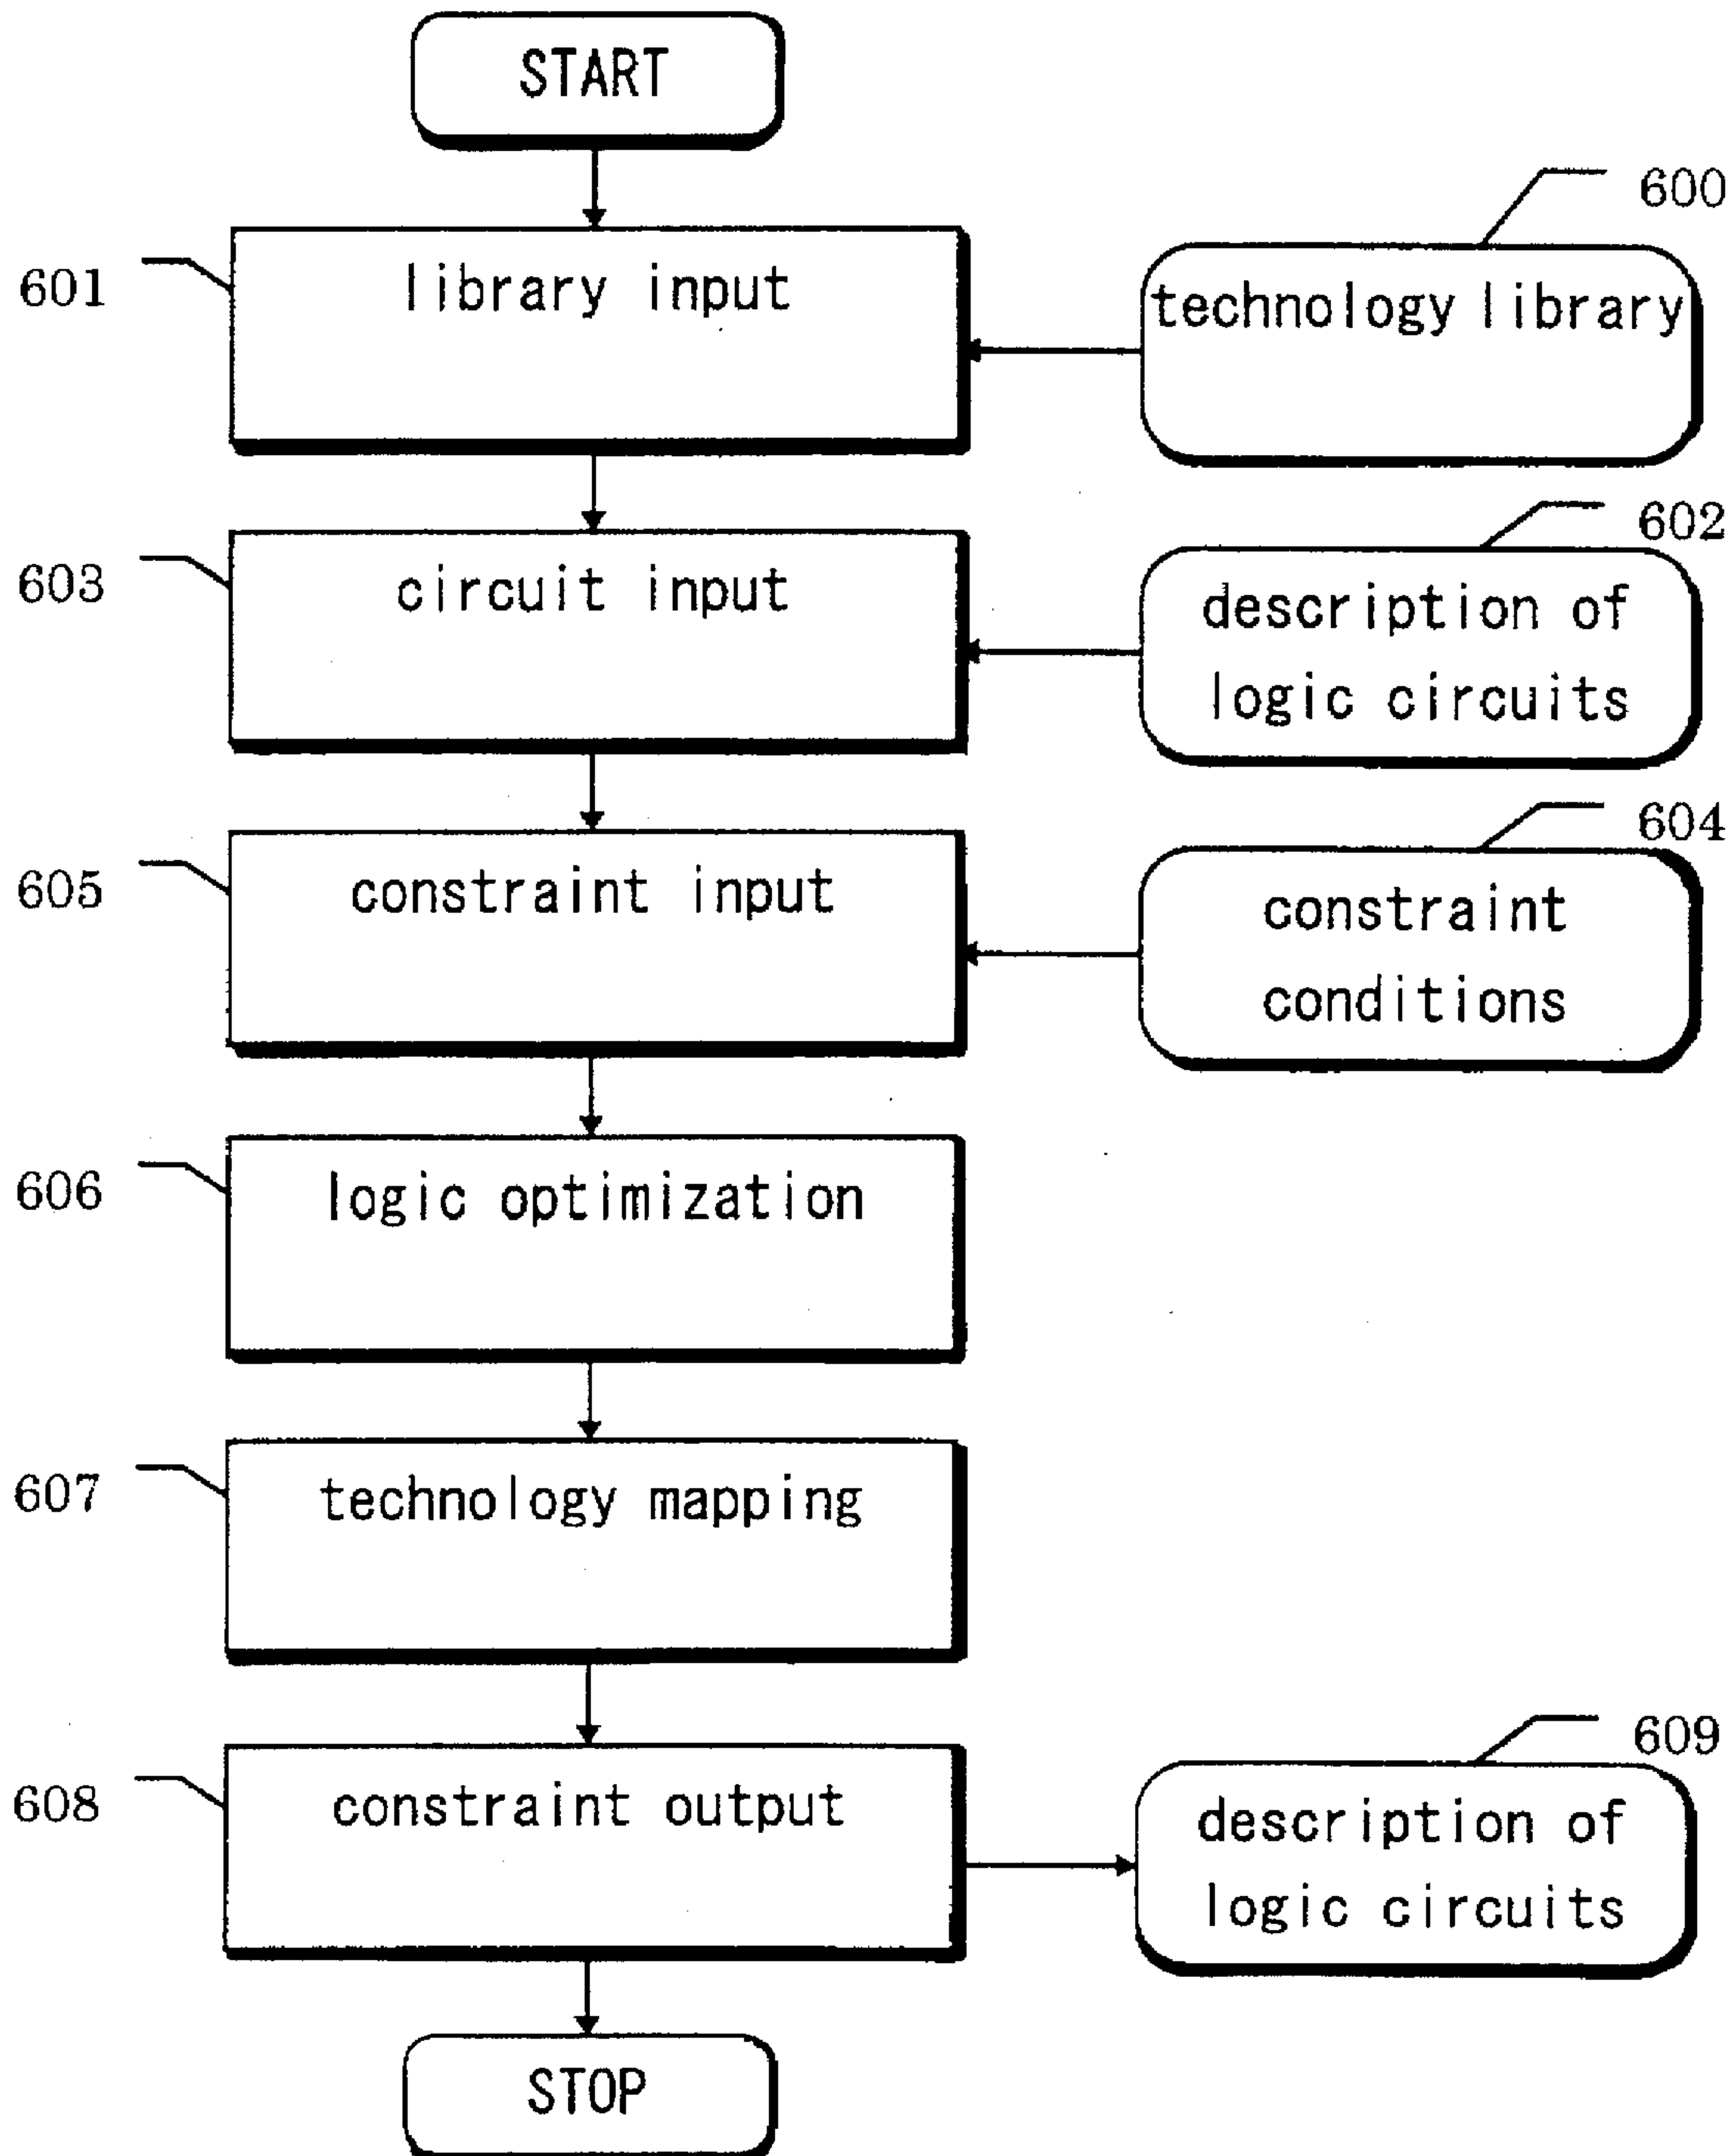 START
600
601
library input
technology library
602
603
circuit input
description of
logic circuits
604
605
constraint input
constraint
conditions
606
logic optimization
607
technology mapping
609
608
constraint output
description of
logic circuits
STOP